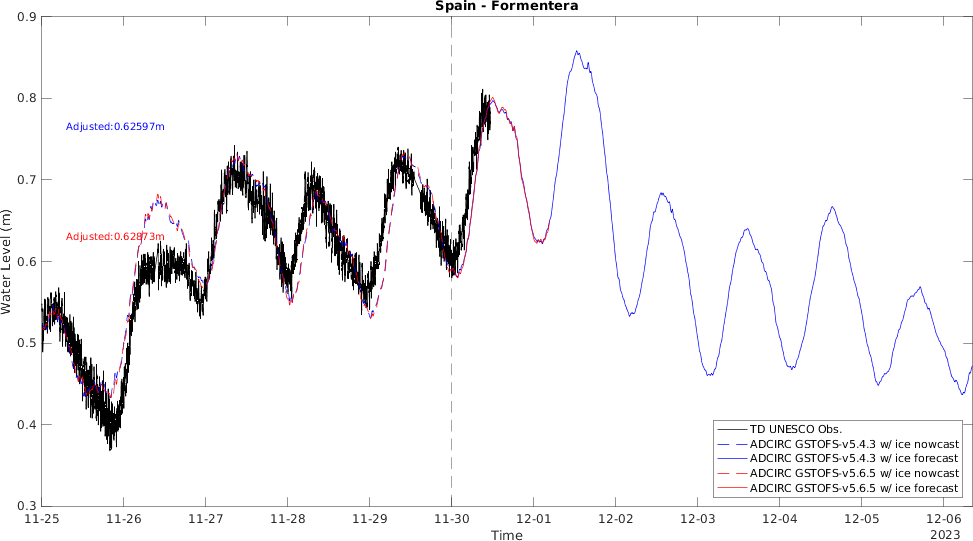 Spain - Formentera
0.9
0.8
0.7
0.6
0.5
0.4
0.3
Water Level (m)
Adjusted:0.62597m
Adjusted:0.62873m
TD UNESCO Obs.
ADCIRC GSTOFS-v5.4.3 w/ ice nowcast
ADCIRC GSTOFS-v5.4.3 w/ ice forecast
ADCIRC GSTOFS-v5.6.5 w/ ice nowcast
ADCIRC GSTOFS-v5.6.5 w/ ice forecast
11-25 11-26 11-27 11-28 11-29 11-30 12-01 12-02 12-03 12-04 12-05 12-06
2023
Time